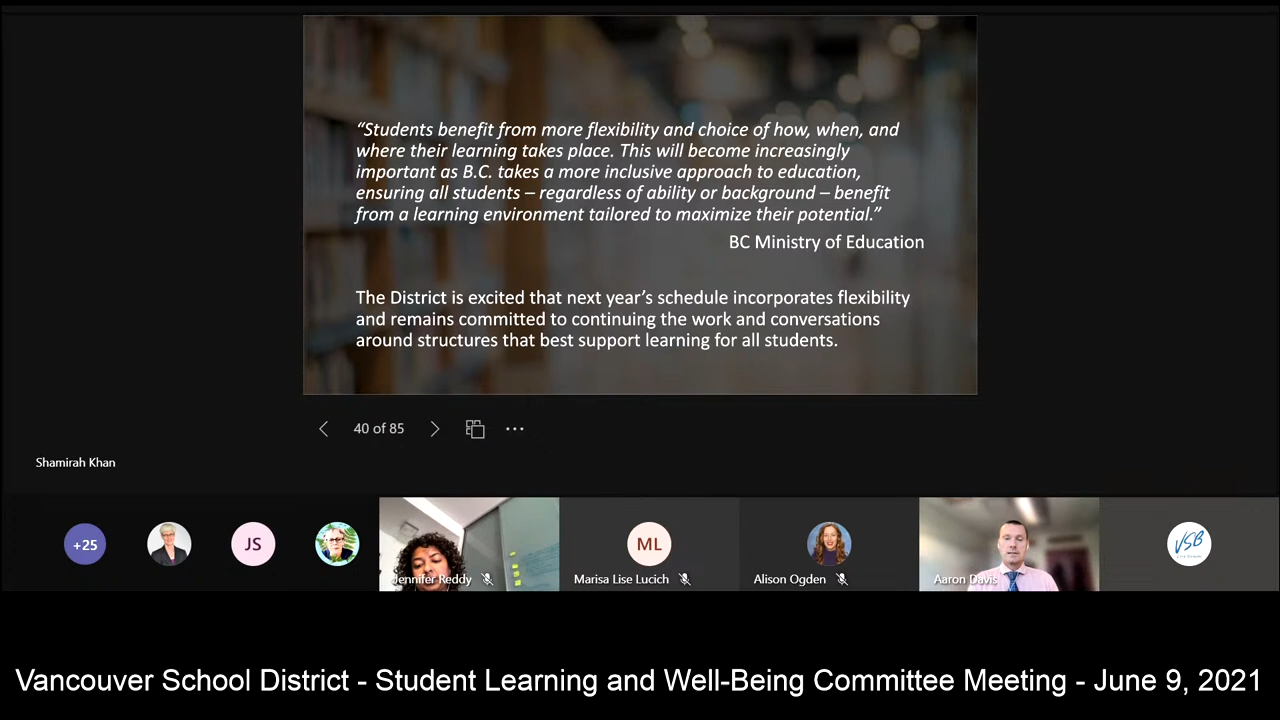 “Students benefit from more flexibility and choice of how, when, and
where their learning takes place. This will become increasingly
important as B.C. takes a more inclusive approach to education,
ensuring all students – regardless of ability or background – benefit
from a learning environment tailored to maximize their potential.”
BC Ministry of Education
The District is excited that next year’s schedule incorporates flexibility
and remains committed to continuing the work and conversations
around structures that best support learning for all students.
40 of 85
Shamirah Khan
+25
JS
Jennifer Reddy
ML
Marisa Lise Lucich
Alison Ogden
Aaron Davis
VSB
Vancouver School District - Student Learning and Well-Being Committee Meeting - June 9, 2021